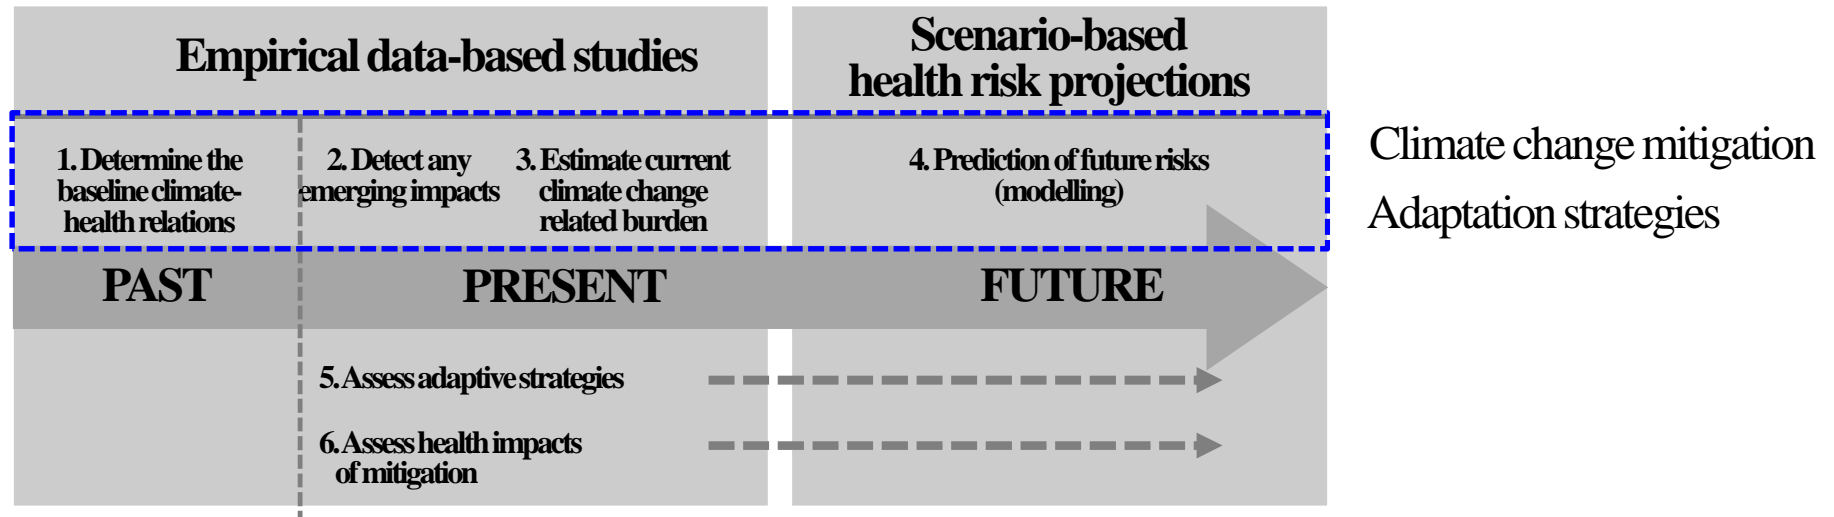 Empirical data-based studies
Scenario-based
health risk projections
1. Determine the
baseline climate-
health relations
2. Detect any
emerging impacts
3. Estimate current
climate change
related burden
4. Prediction of future risks
(modelling)
Climate change mitigation
Adaptation strategies
PAST
PRESENT
FUTURE
5. Assess adaptive strategies
6. Assess health impacts
of mitigation